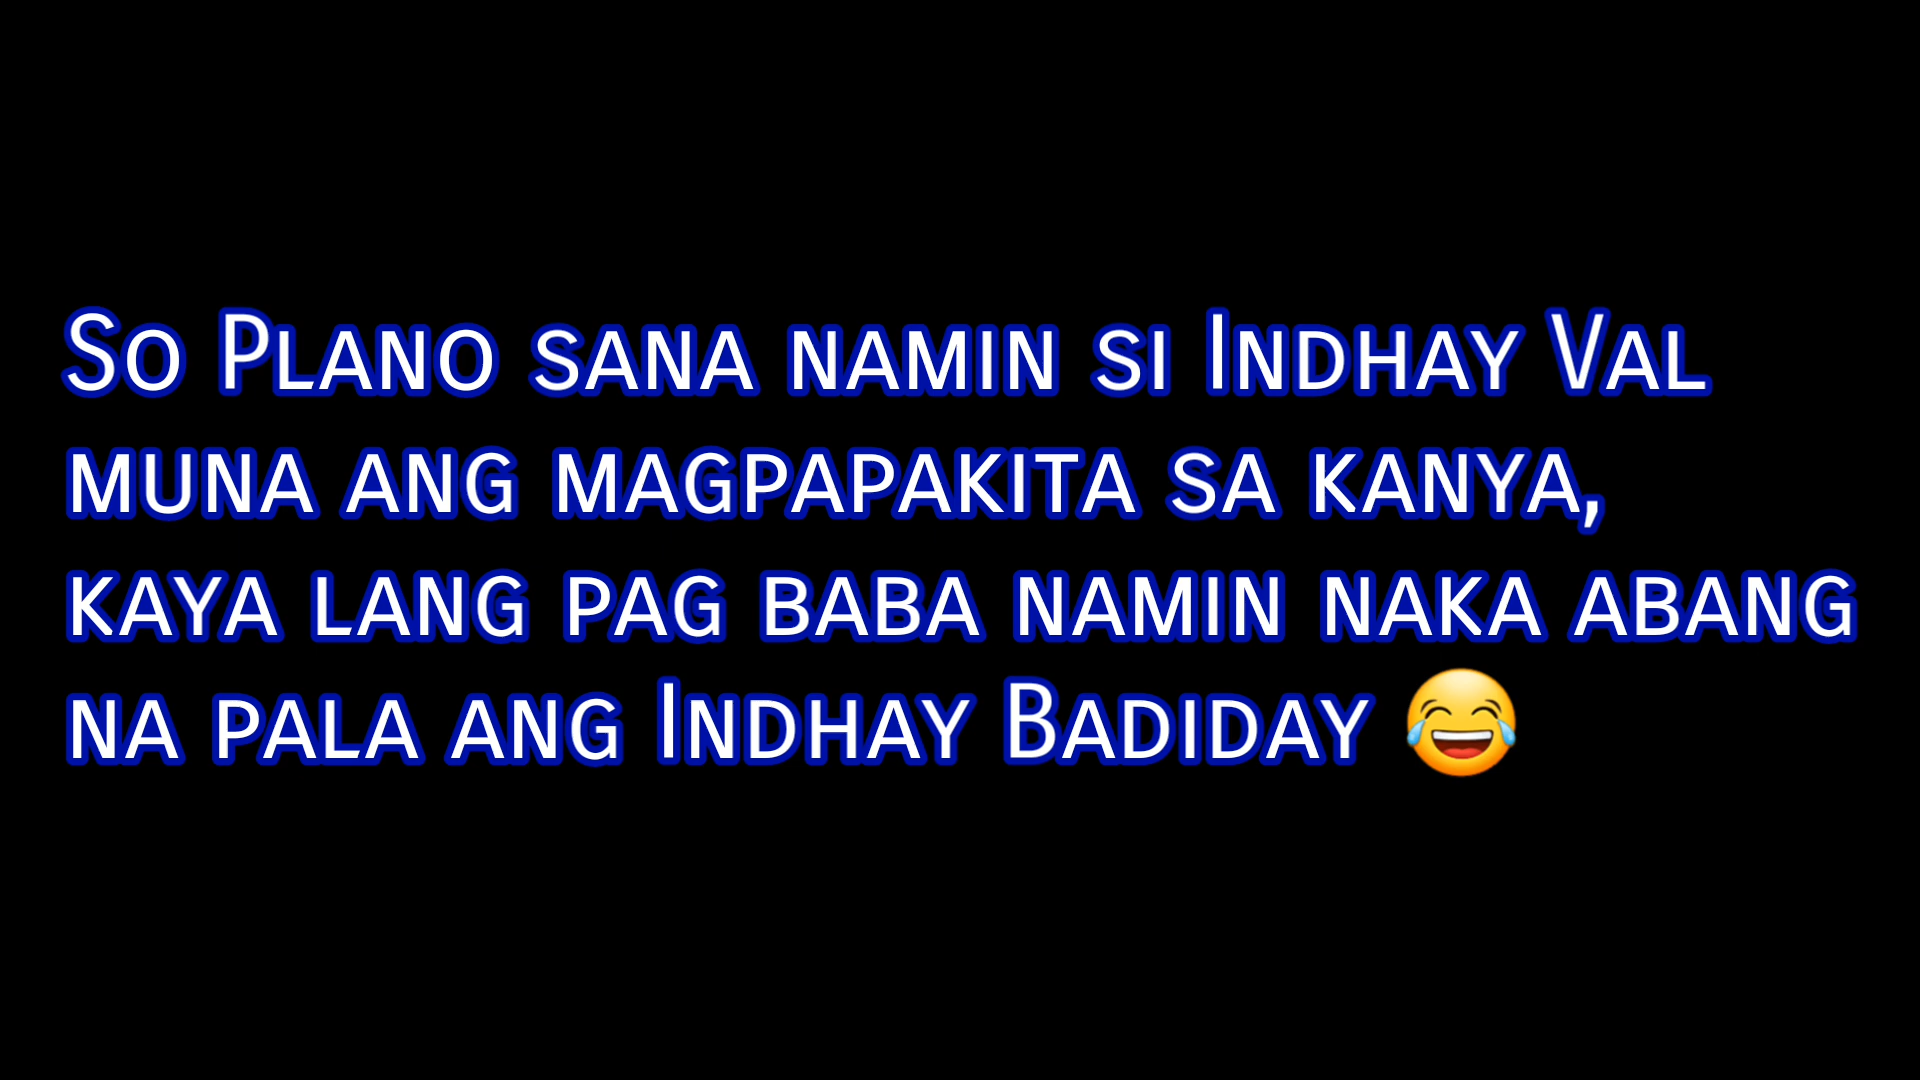 So Plano sana namin si Indhay Val
muna ang magpapakita sa kanya,
kaya lang pag baba namin naka abang
na pala ang Indhay Badiday 😂